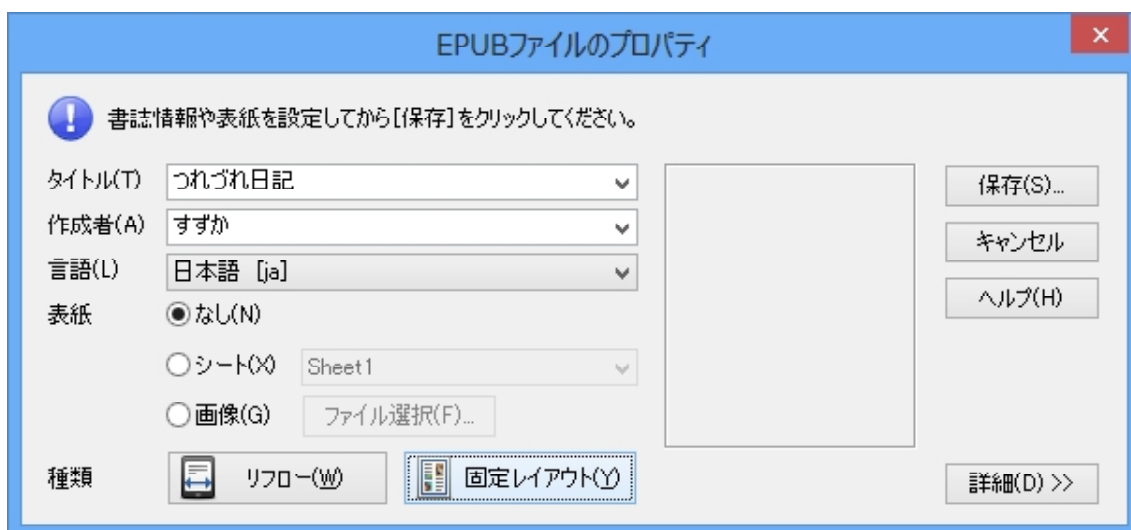 EPUBファイルのプロパティ
書誌情報や表紙を設定してから[保存]をクリックしてください。
タイトル(T) つれづれ日記
作成者(A) すずか
言語(L) 日本語 [ja]
表紙 なし(N)
シート(X) Sheet1
画像(G) ファイル選択(F)...
種類 リフロー(W) 固定レイアウト(Y)
保存(S)...
キャンセル
ヘルプ(H)
詳細(D) >>